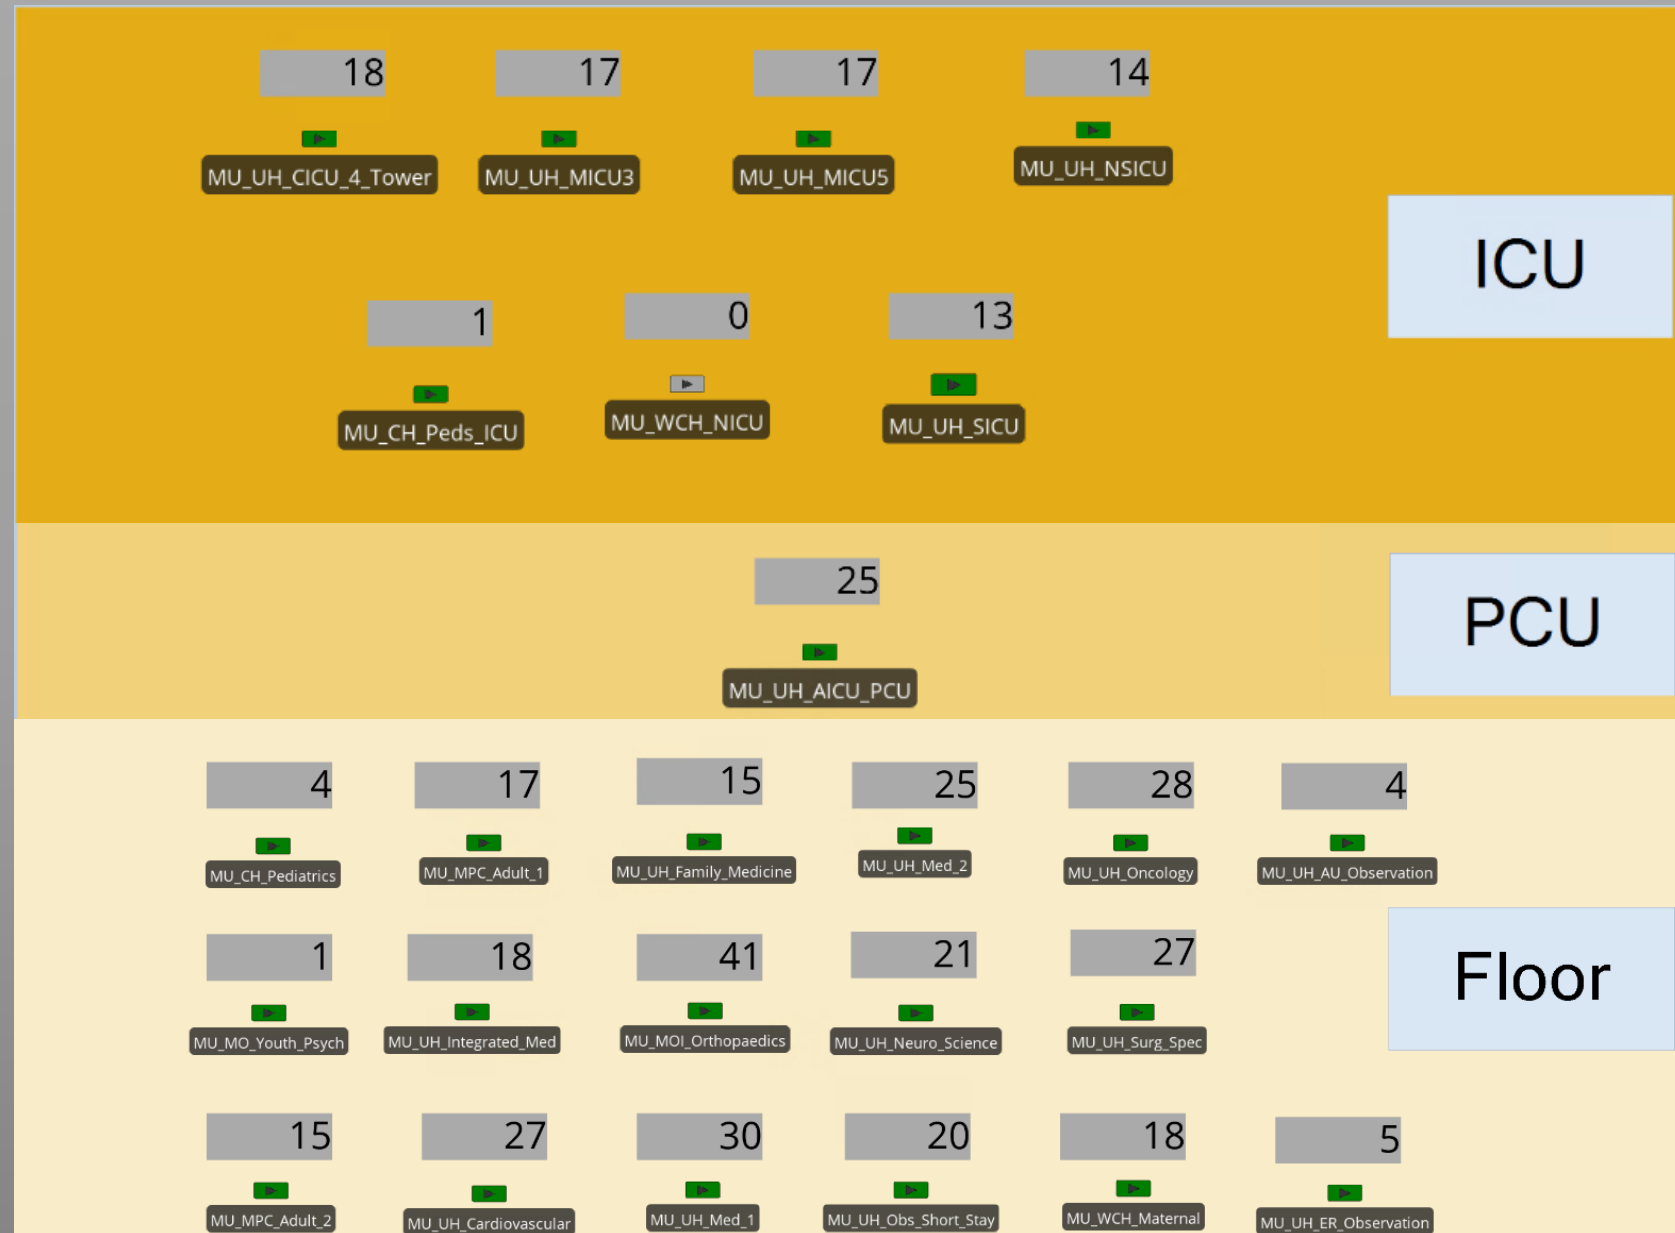 18 17 17 14
MU_UH_CICU_4_Tower MU_UH_MICU3 MU_UH_MICU5 MU_UH_NSICU
ICU
1 0 13
MU_CH_Peds_ICU MU_WCH_NICU MU_UH_SICU
25
PCU
MU_UH_AICU_PCU
4 17 15 25 28 4
MU_CH_Pediatrics MU_MPC_Adult_1 MU_UH_Family_Medicine MU_UH_Med_2 MU_UH_Oncology MU_UH_AU_Observation
1 18 41 21 27
Floor
MU_MO_Youth_Psych MU_UH_Integrated_Med MU_MOI_Orthopaedics MU_UH_Neuro_Science MU_UH_Surg_Spec
15 27 30 20 18 5
MU_MPC_Adult_2 MU_UH_Cardiovascular MU_UH_Med_1 MU_UH_Obs_Short_Stay MU_WCH_Maternal MU_UH_ER_Observation